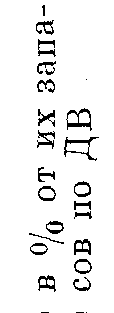 - в % от их запа-
- сов по ДВ